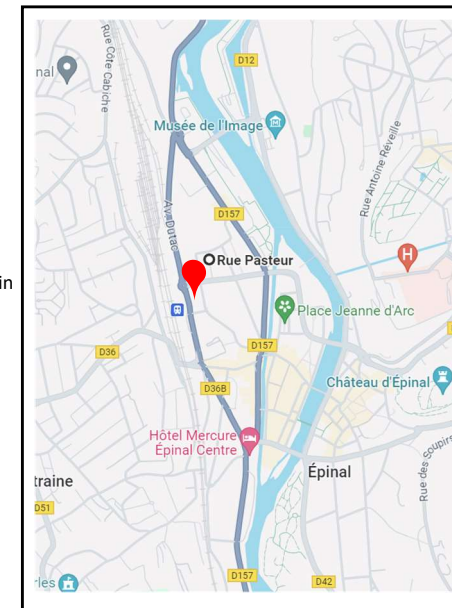 Rue Côte Cabiche
nal
D12
Musée de l'Image
Rue Antoine Réveille
Av. Dutac
D157
Rue Pasteur
H
in
Place Jeanne d'Arc
D36
D157
D36B
Château d'Épinal
Hôtel Mercure
Épinal Centre
Rue des Soupirs
Épinal
traine
D51
les
D157
D42